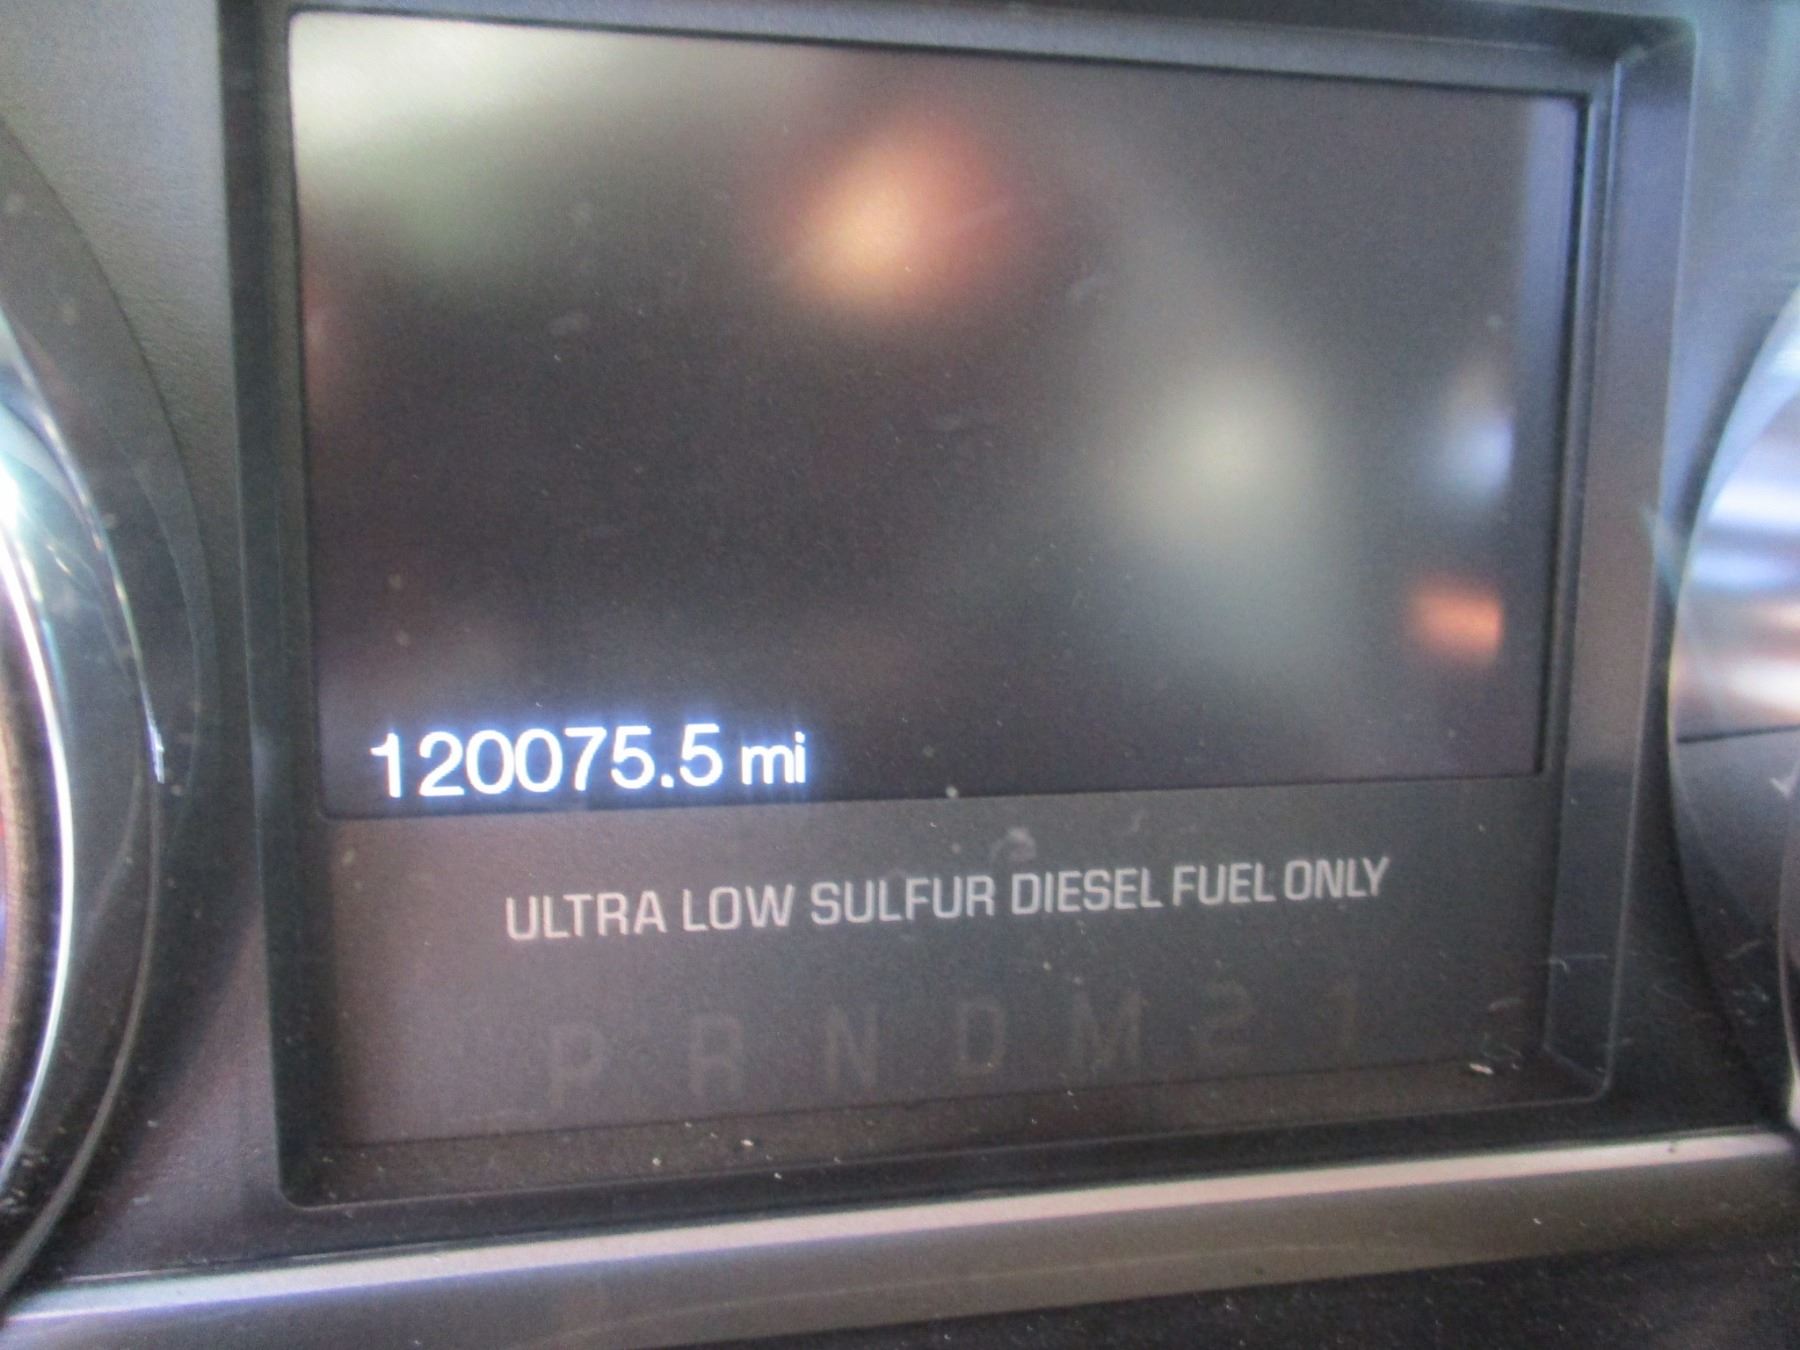 120075.5 mi
ULTRA LOW SULFUR DIESEL FUEL ONLY
P R N D M 2 1